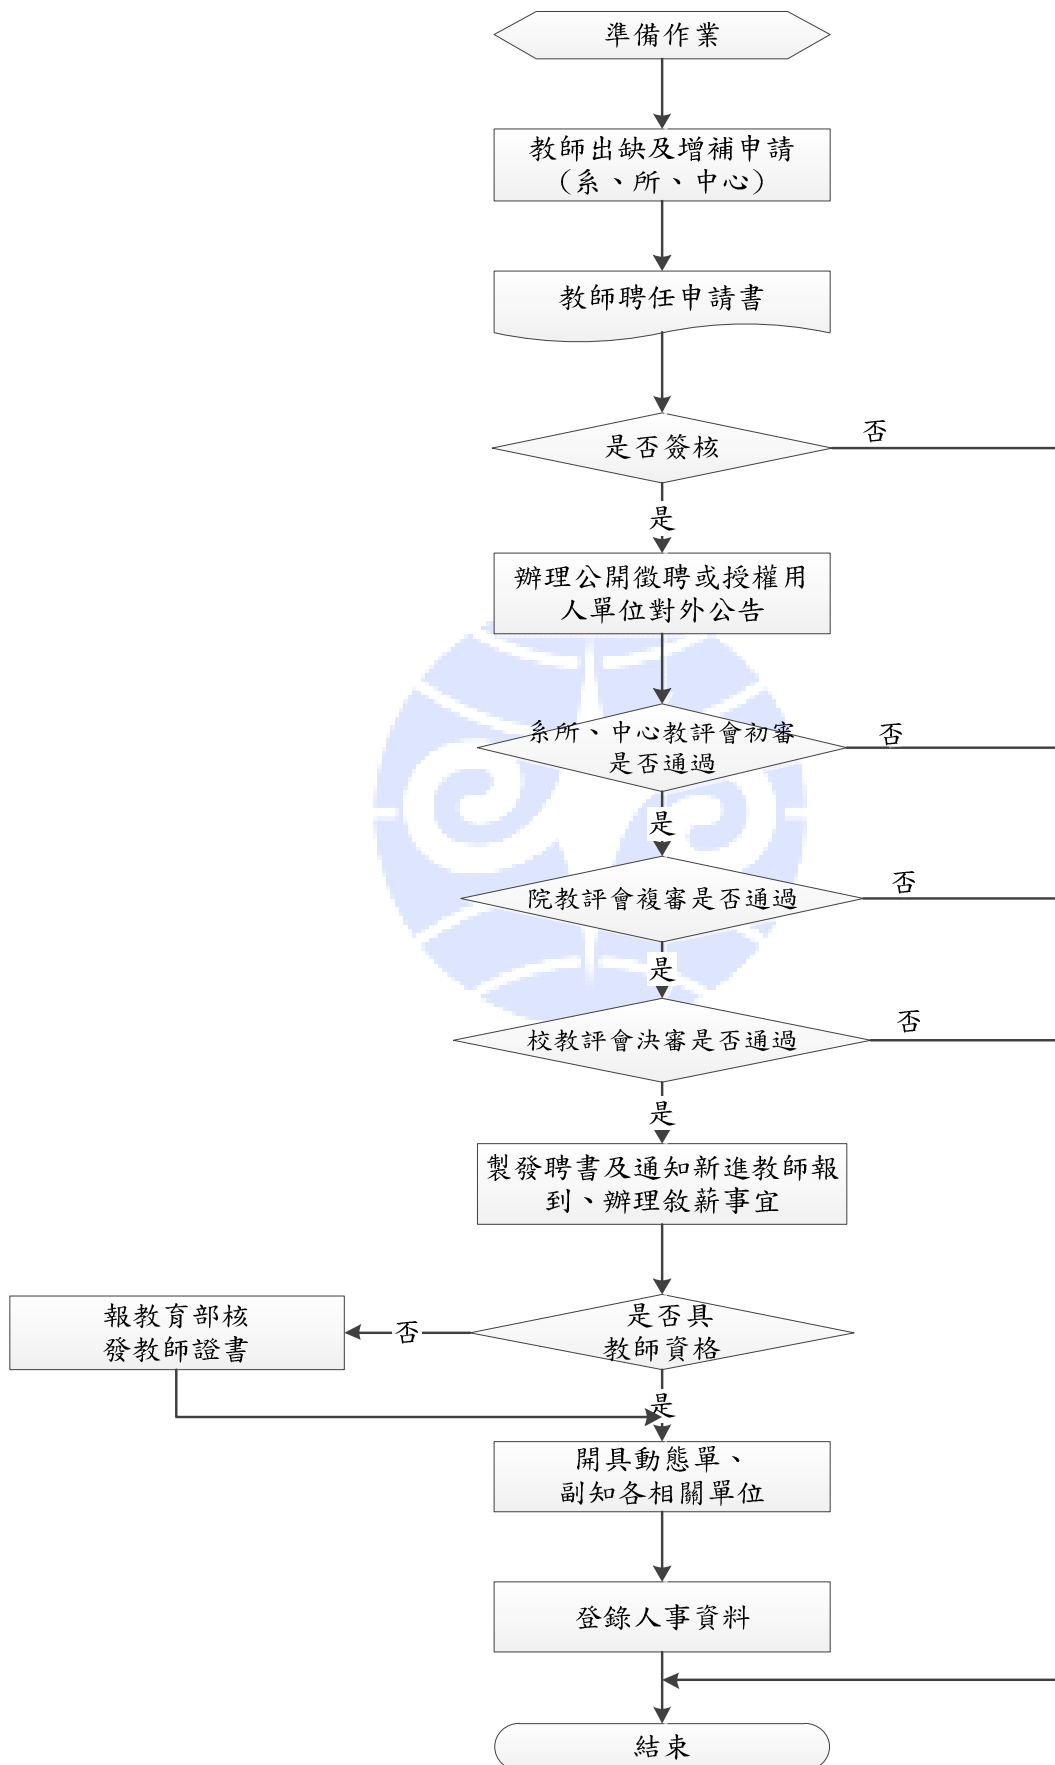 準備作業
教師出缺及增補申請
（系、所、中心）
教師聘任申請書
是否簽核
否
是
辦理公開徵聘或授權用
人單位對外公告
系所、中心教評會初審
是否通過
否
是
院教評會複審是否通過
否
是
校教評會決審是否通過
否
是
製發聘書及通知新進教師報
到、辦理敘薪事宜
是否具
教師資格
否
報教育部核
發教師證書
是
開具動態單、
副知各相關單位
登錄人事資料
結束